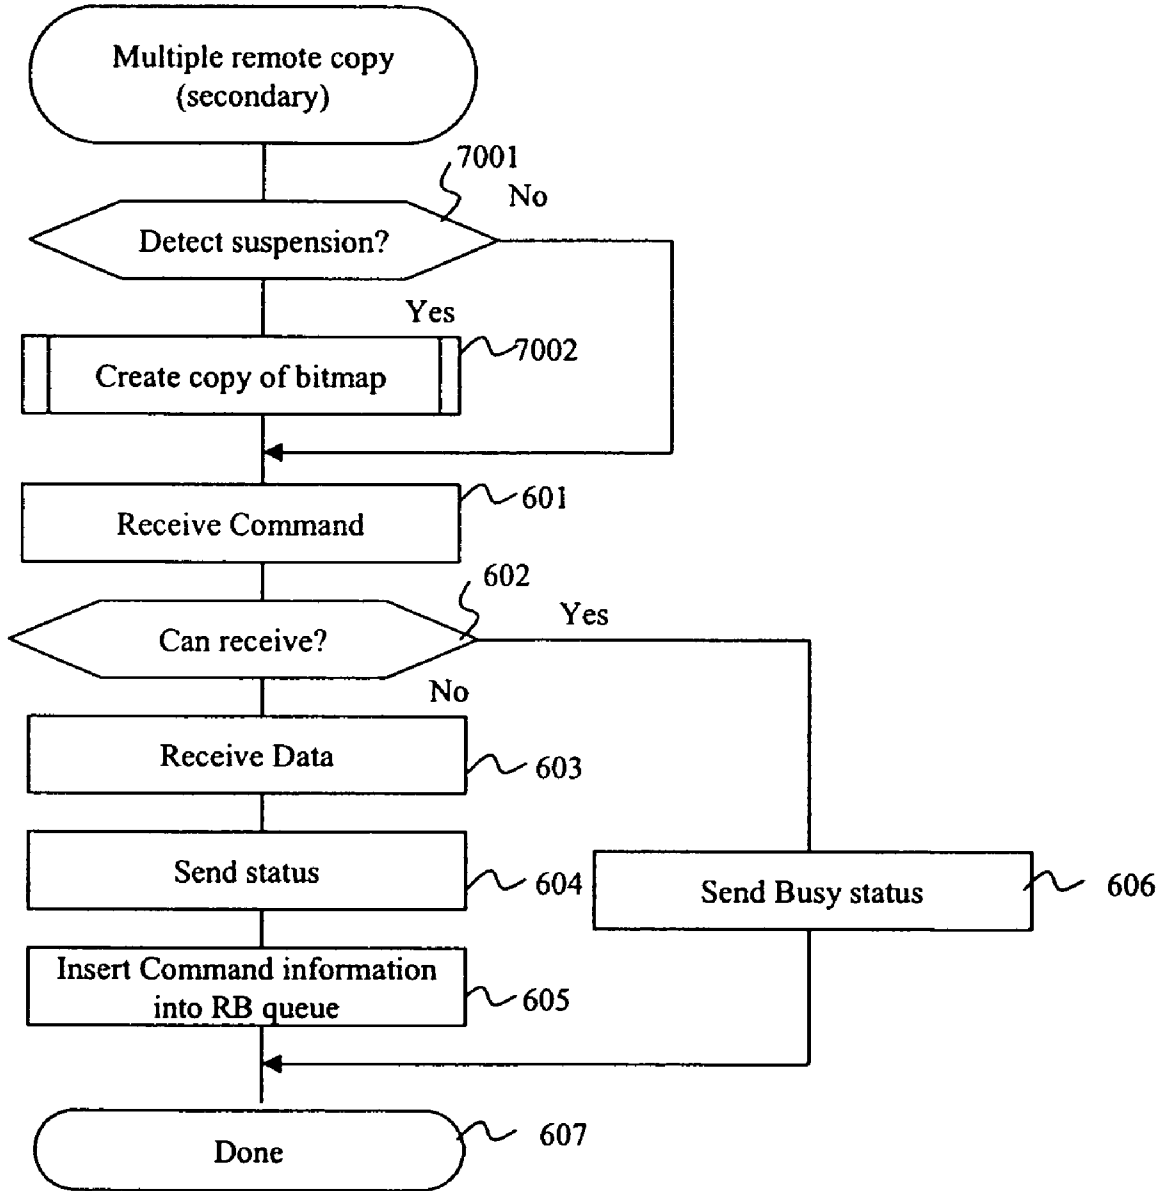 Multiple remote copy
(secondary)
7001
No
Detect suspension?
Yes
7002
Create copy of bitmap
601
Receive Command
602
Yes
Can receive?
No
Receive Data
603
Send status
604
Send Busy status
606
Insert Command information
into RB queue
605
Done
607